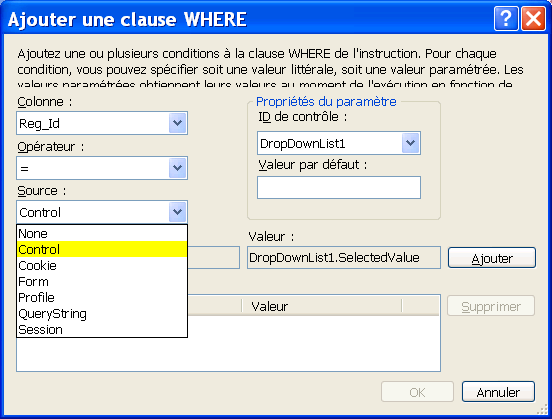 Ajouter une clause WHERE
Ajoutez une ou plusieurs conditions à la clause WHERE de l'instruction. Pour chaque
condition, vous pouvez spécifier soit une valeur littérale, soit une valeur paramétrée. Les
valeurs paramétrées obtiennent leurs valeurs au moment de l'exécution en fonction de
Colonne :
Reg_Id
Opérateur :
=
Source :
Control
None
Control
Cookie
Form
Profile
QueryString
Session
Propriétés du paramètre
ID de contrôle :
DropDownList1
Valeur par défaut :
Valeur :
DropDownList1.SelectedValue
Ajouter
Valeur
Supprimer
OK
Annuler